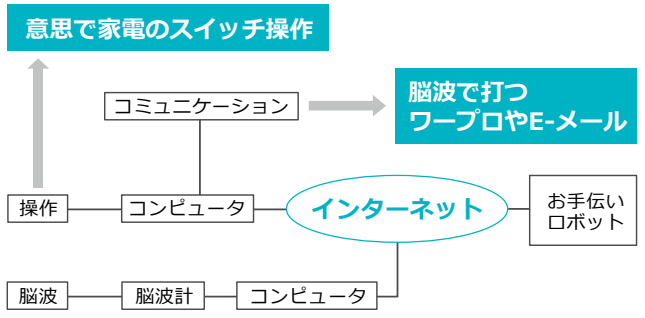 意思で家電のスイッチ操作
コミュニケーション
脳波で打つ
ワープロやE-メール
操作
コンピュータ
インターネット
お手伝い
ロボット
脳波
脳波計
コンピュータ